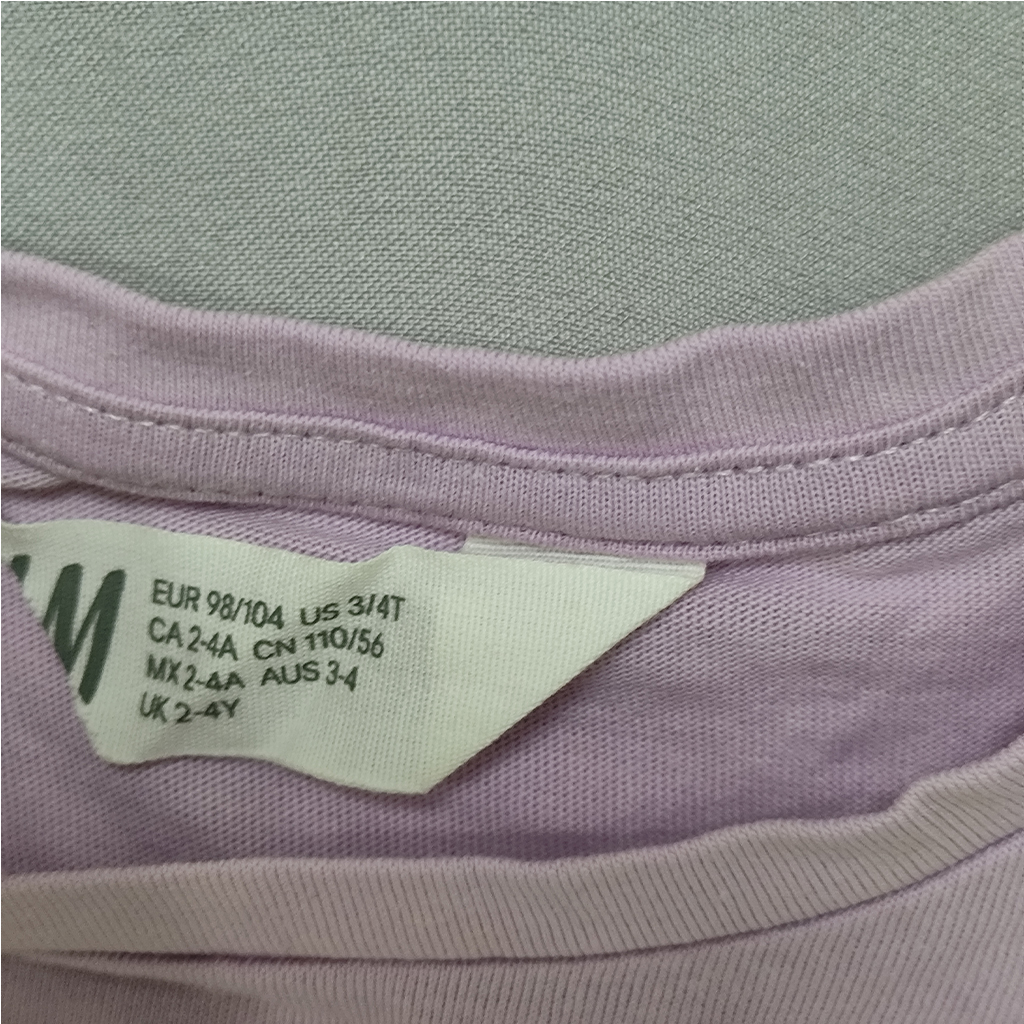 M
EUR 98/104 US 3/4T
CA 2-4A CN 110/56
MX 2-4A AUS 3-4
UK 2-4Y